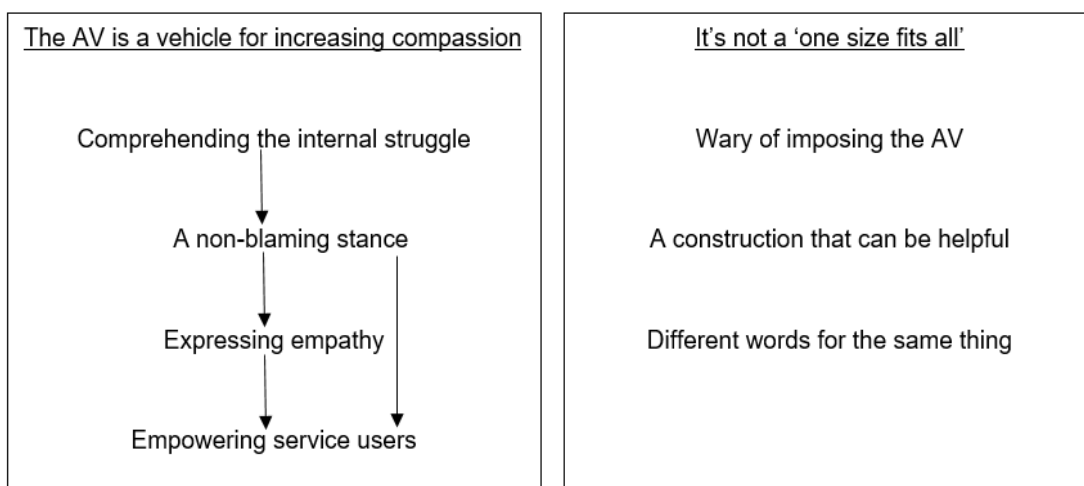 The AV is a vehicle for increasing compassion
Comprehending the internal struggle
A non-blaming stance
Expressing empathy
Empowering service users
It's not a ‘one size fits all’
Wary of imposing the AV
A construction that can be helpful
Different words for the same thing